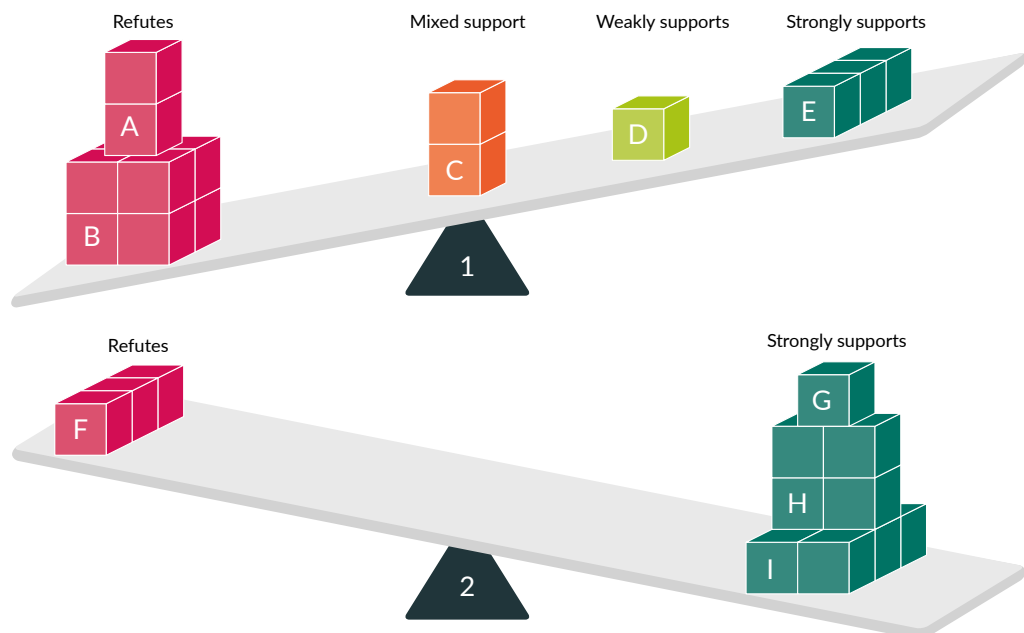 Refutes
Mixed support
Weakly supports
Strongly supports
A
B
C
D
E
1
Refutes
Strongly supports
F
G
H
I
2